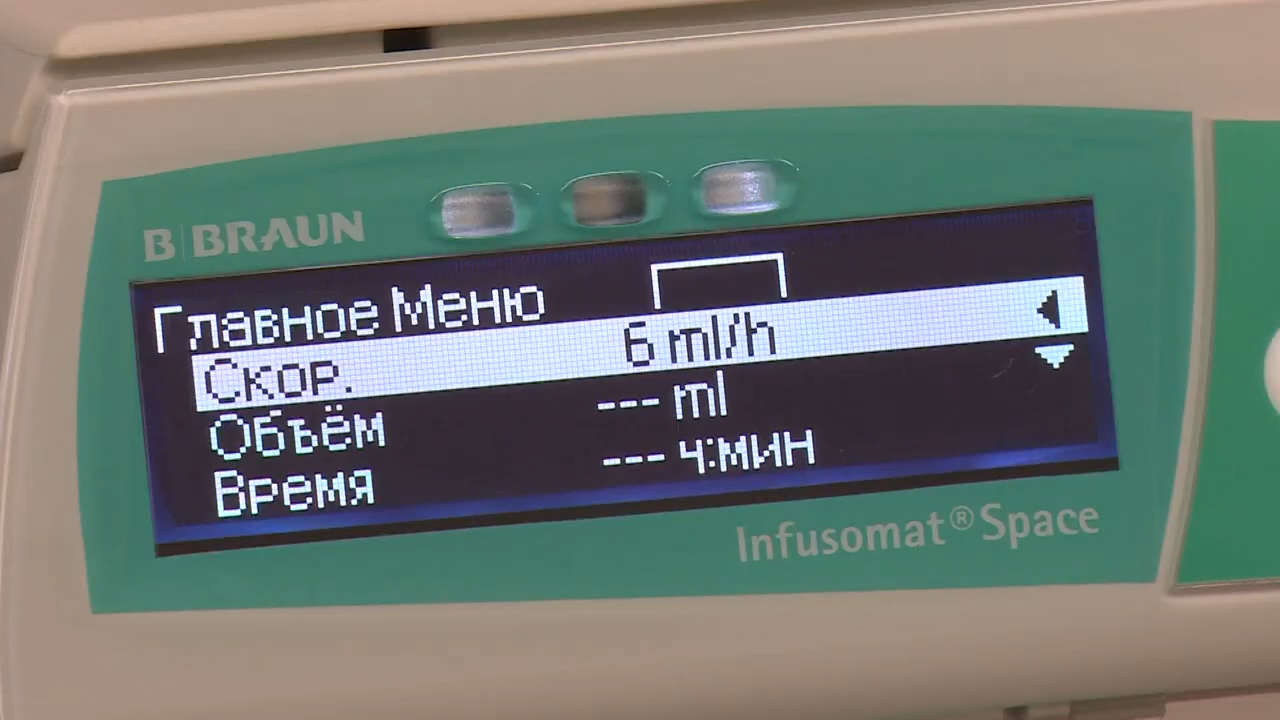 B|BRAUN
Главное Меню
Скор. 6 ml/h
Объём --- ml
Время --- ч:мин
Infusomat® Space